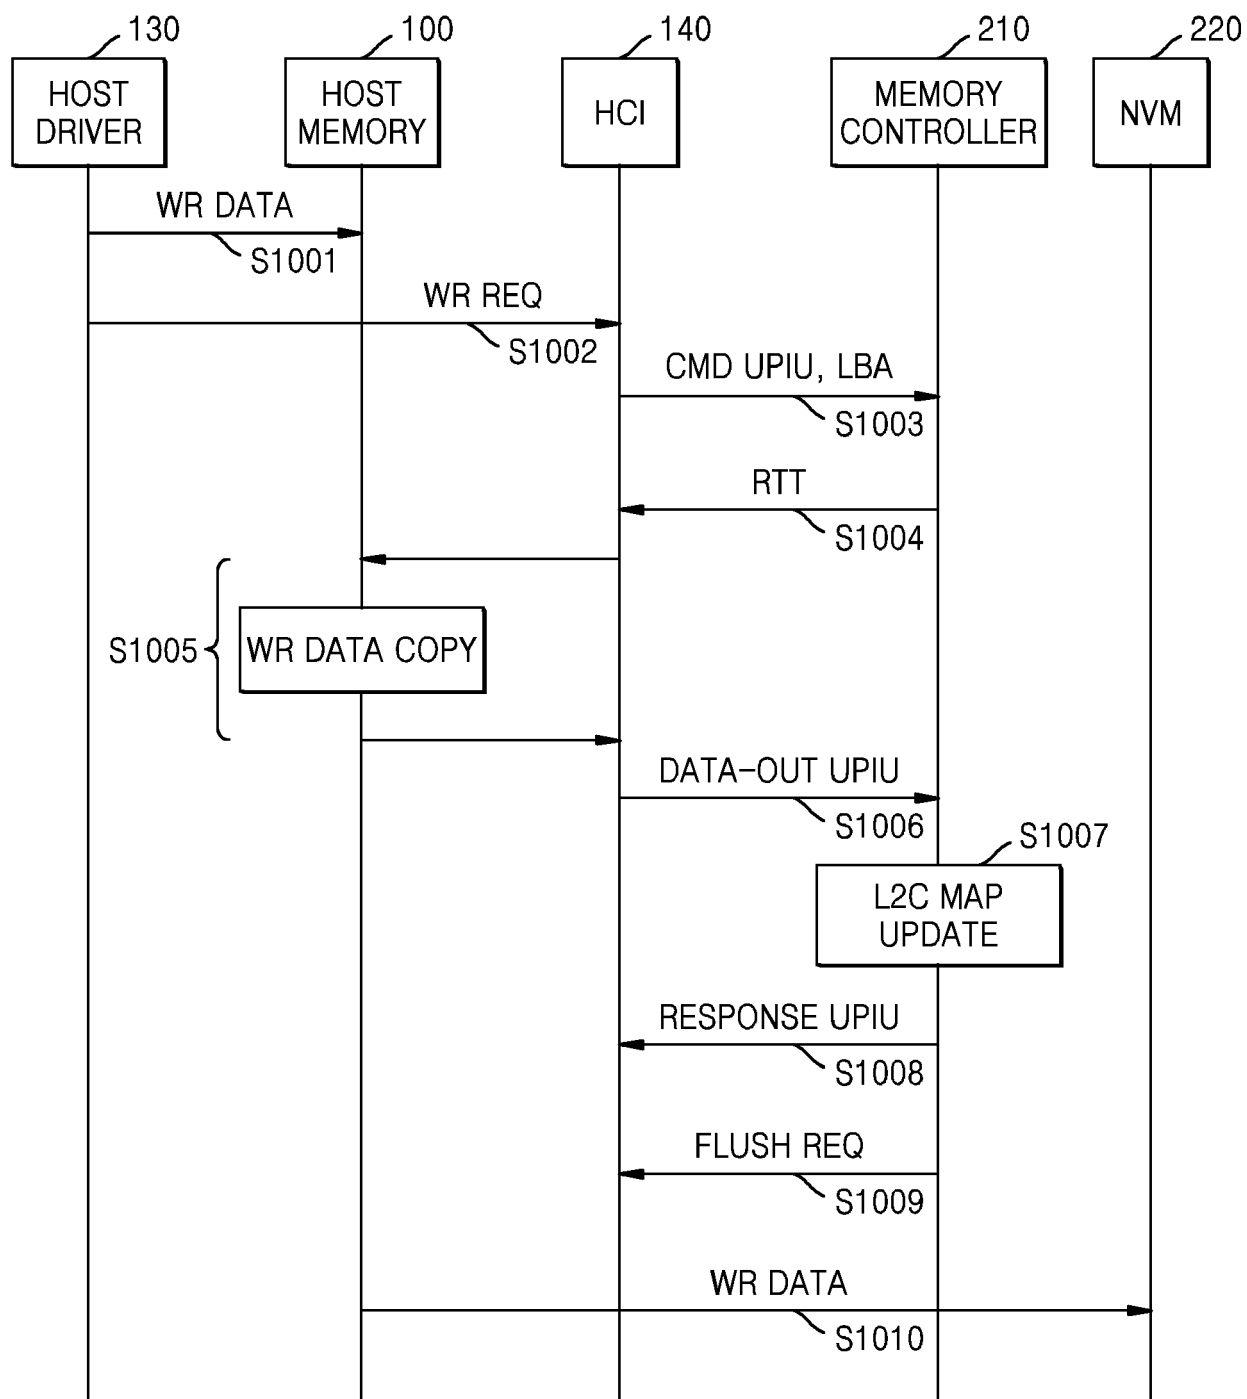 130
100
140
210
220
HOST
DRIVER
HOST
MEMORY
HCI
MEMORY
CONTROLLER
NVM
WR DATA
S1001
WR REQ
S1002
CMD UPIU, LBA
S1003
RTT
S1004
S1005
WR DATA COPY
DATA-OUT UPIU
S1006
S1007
L2C MAP
UPDATE
RESPONSE UPIU
S1008
FLUSH REQ
S1009
WR DATA
S1010